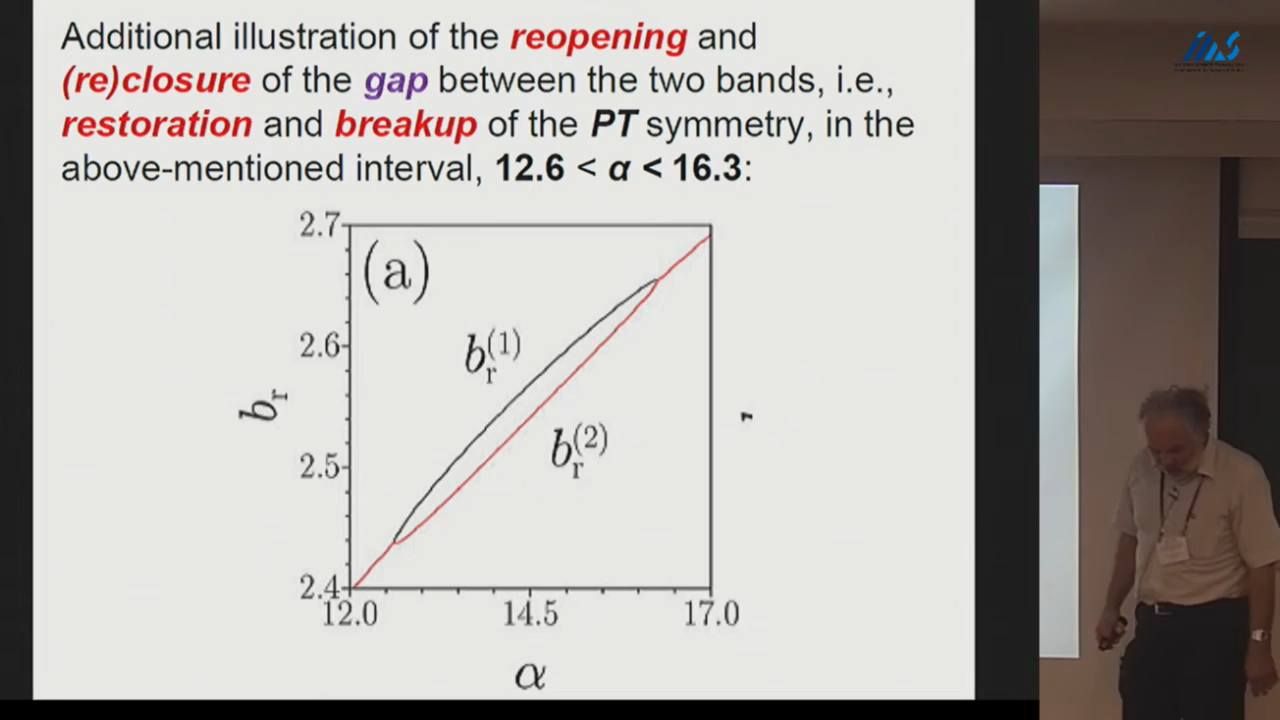 Additional illustration of the reopening and
(re)closure of the gap between the two bands, i.e.,
restoration and breakup of the PT symmetry, in the
above-mentioned interval, 12.6 < α < 16.3:
2.7
(a)
b_r^(1)
2.6
b_r
b_r^(2)
2.5
2.4
12.0
14.5
17.0
α
,
ims